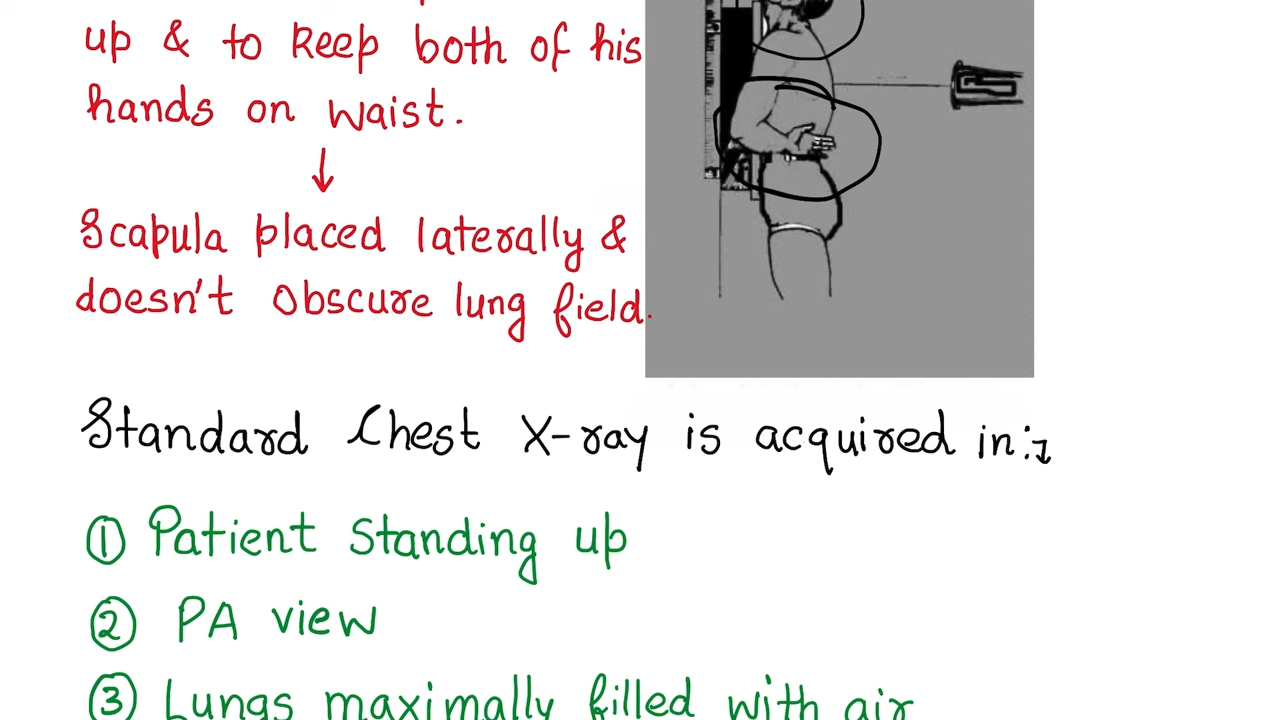 up & to keep both of his
hands on waist.
↓
Scapula placed laterally &
doesn't obscure lung field.
Standard Chest X-ray is acquired in:↴
① Patient standing up
② PA view
③ Lungs maximally filled with air